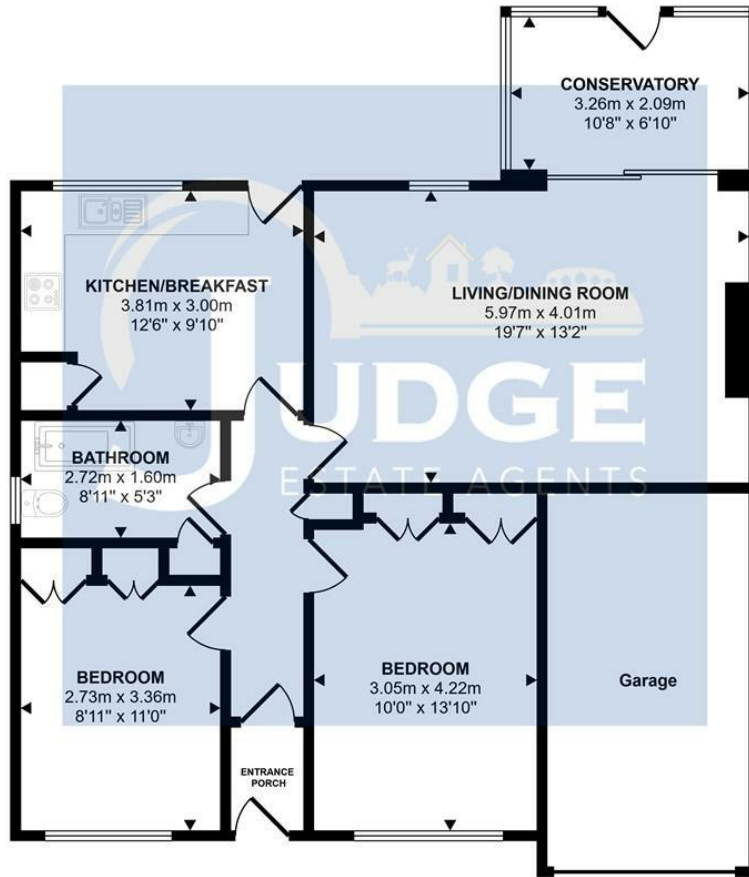 CONSERVATORY
3.26m x 2.09m
10'8" x 6'10"
KITCHEN/BREAKFAST
3.81m x 3.00m
12'6" x 9'10"
LIVING/DINING ROOM
5.97m x 4.01m
19'7" x 13'2"
JUDGE
ESTATE AGENTS
BATHROOM
2.72m x 1.60m
8'11" x 5'3"
BEDROOM
2.73m x 3.36m
8'11" x 11'0"
BEDROOM
3.05m x 4.22m
10'0" x 13'10"
Garage
ENTRANCE
PORCH